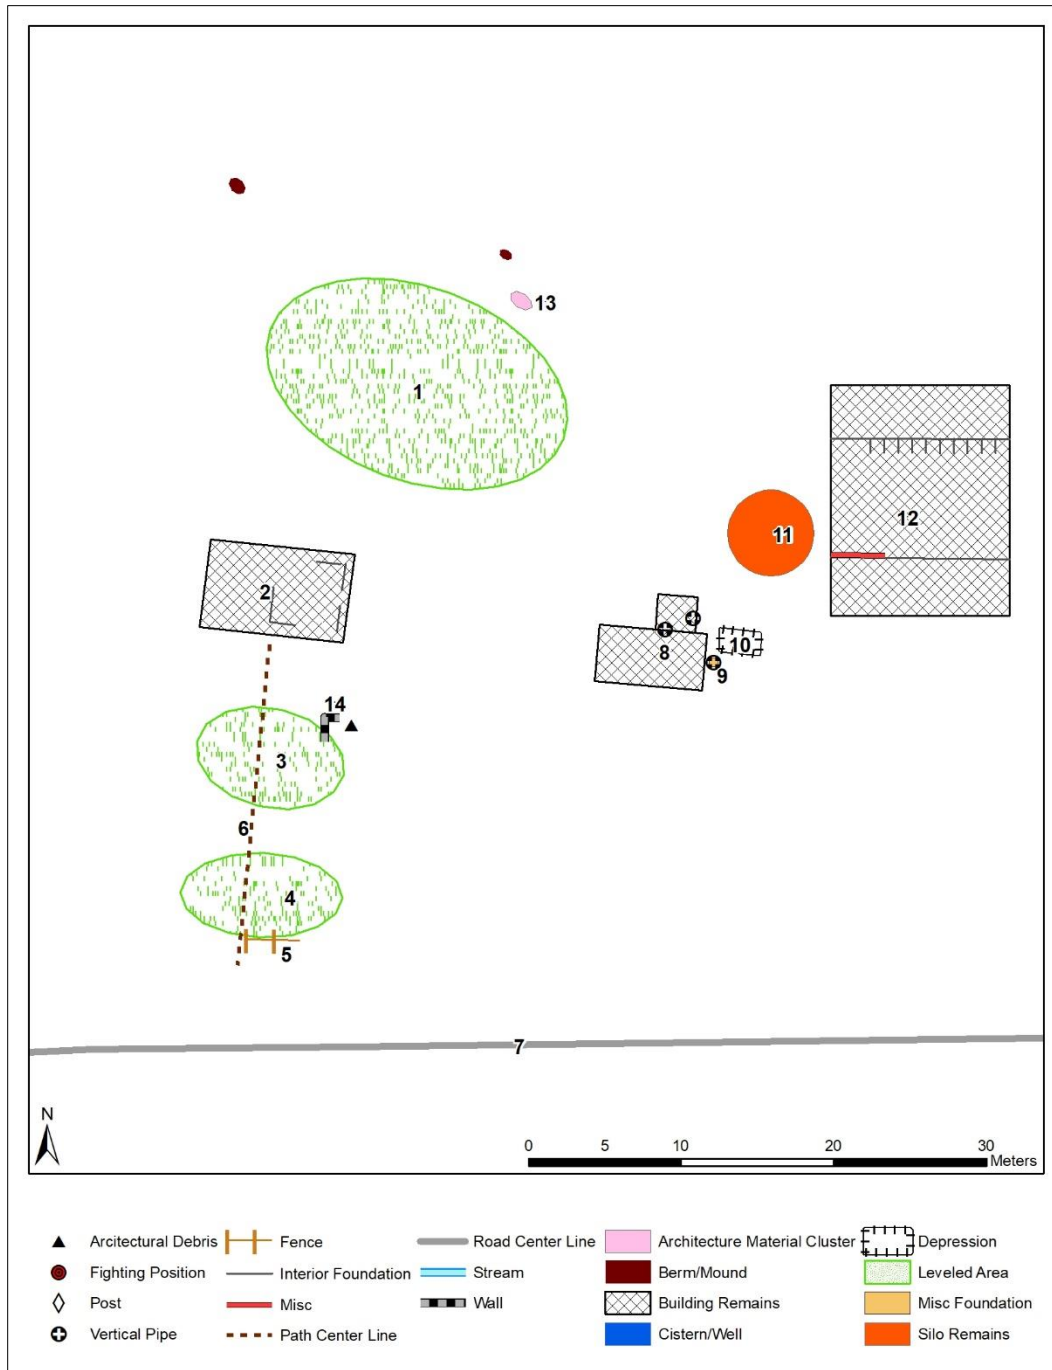 13
1
12
11
2
8
10
9
14
3
6
4
5
7
N
0 5 10 20 30
Meters
Arcitectural Debris Fence Road Center Line Architecture Material Cluster Depression
Fighting Position Interior Foundation Stream Berm/Mound Leveled Area
Post Misc Wall Building Remains Misc Foundation
Vertical Pipe Path Center Line Cistern/Well Silo Remains